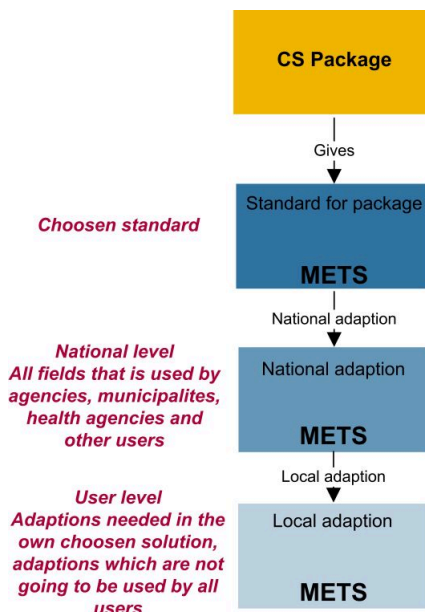 CS Package
Gives
Choosen standard
Standard for package
METS
National adaption
National level
All fields that is used by
agencies, municipalites,
health agencies and
other users
National adaption
METS
Local adaption
User level
Adaptions needed in the
own choosen solution,
adaptions which are not
going to be used by all
users
Local adaption
METS